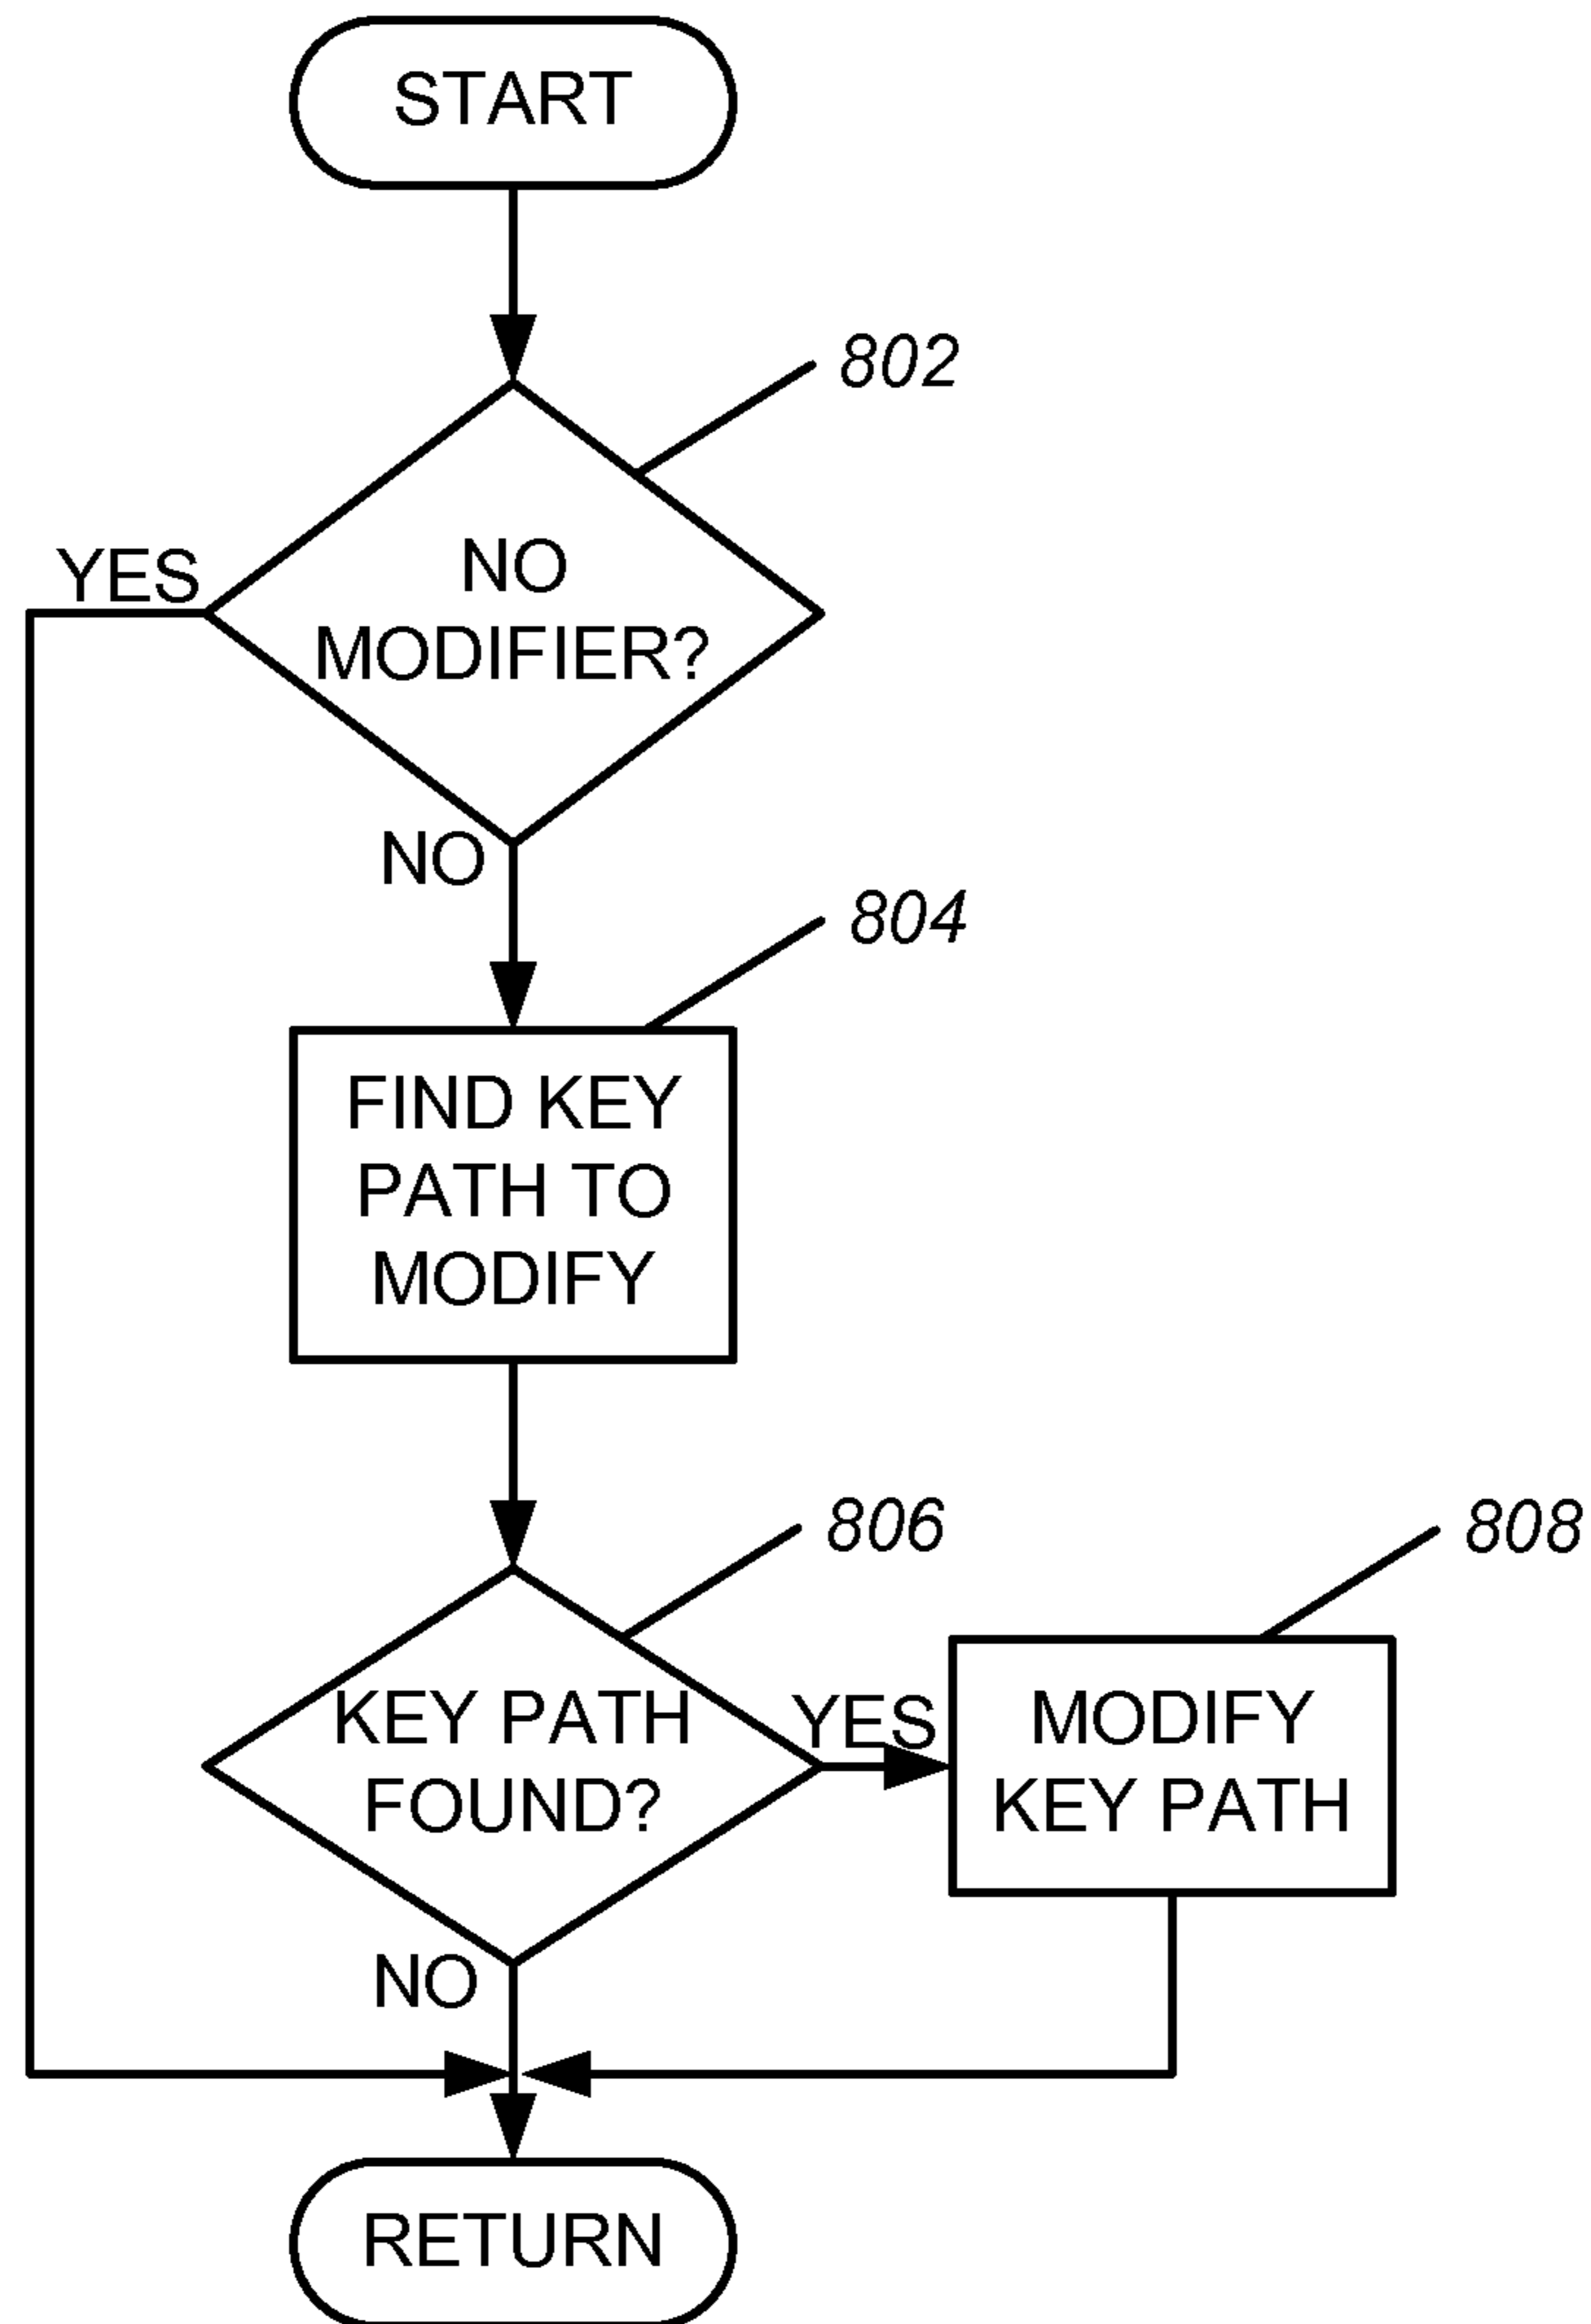 START
802
NO
MODIFIER?
YES
NO
804
FIND KEY
PATH TO
MODIFY
806
808
KEY PATH
FOUND?
YES
MODIFY
KEY PATH
NO
RETURN